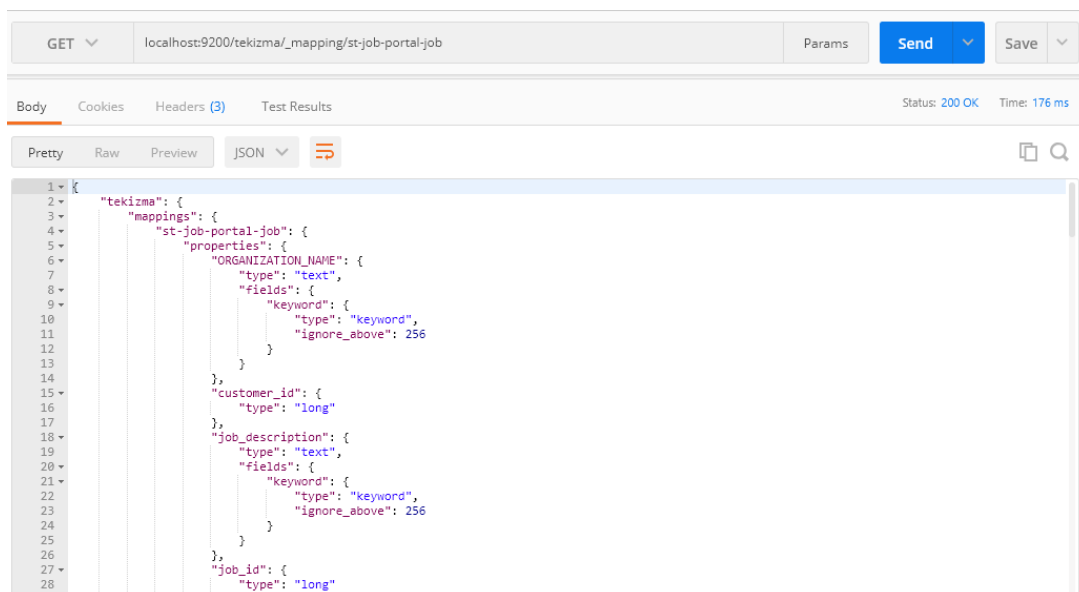 GET localhost:9200/tekizma/_mapping/st-job-portal-job Params Send Save
Body Cookies Headers (3) Test Results Status: 200 OK Time: 176 ms
Pretty Raw Preview JSON
1 {
2 "tekizma": {
3 "mappings": {
4 "st-job-portal-job": {
5 "properties": {
6 "ORGANIZATION_NAME": {
7 "type": "text",
8 "fields": {
9 "keyword": {
10 "type": "keyword",
11 "ignore_above": 256
12 }
13 }
14 },
15 "customer_id": {
16 "type": "long"
17 },
18 "job_description": {
19 "type": "text",
20 "fields": {
21 "keyword": {
22 "type": "keyword",
23 "ignore_above": 256
24 }
25 }
26 },
27 "job_id": {
28 "type": "long"